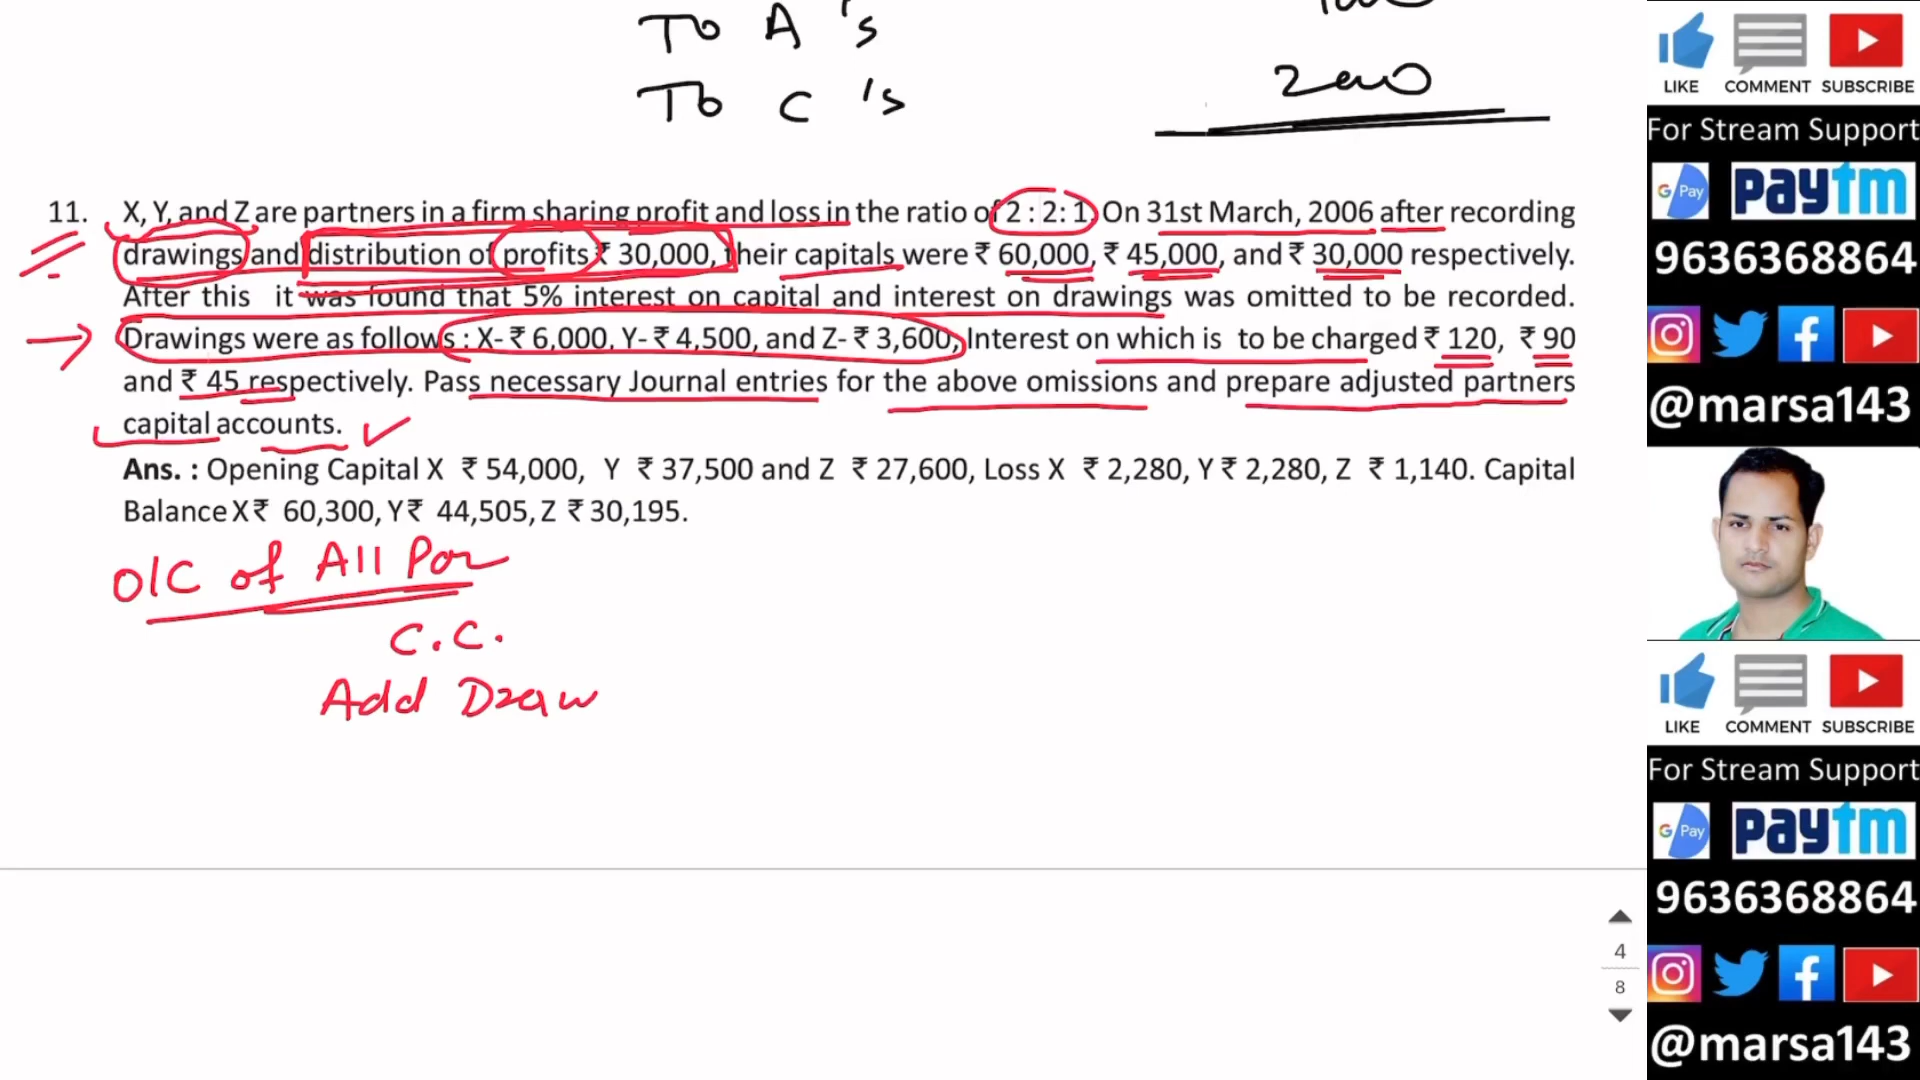 To A's
To C's
2000
11. X, Y, and Z are partners in a firm sharing profit and loss in the ratio of 2 : 2: 1. On 31st March, 2006 after recording
drawings and distribution of profits ₹ 30,000, their capitals were ₹ 60,000, ₹ 45,000, and ₹ 30,000 respectively.
After this it was found that 5% interest on capital and interest on drawings was omitted to be recorded.
Drawings were as follows : X- ₹ 6,000, Y- ₹ 4,500, and Z- ₹ 3,600, Interest on which is to be charged ₹ 120, ₹ 90
and ₹ 45 respectively. Pass necessary Journal entries for the above omissions and prepare adjusted partners
capital accounts.
Ans. : Opening Capital X ₹ 54,000, Y ₹ 37,500 and Z ₹ 27,600, Loss X ₹ 2,280, Y ₹ 2,280, Z ₹ 1,140. Capital
Balance X ₹ 60,300, Y ₹ 44,505, Z ₹ 30,195.
O/C of All Par
C.C.
Add Draw
4
8
LIKE COMMENT SUBSCRIBE
For Stream Support
G Pay paytm
9636368864
@marsa143
LIKE COMMENT SUBSCRIBE
For Stream Support
G Pay paytm
9636368864
@marsa143